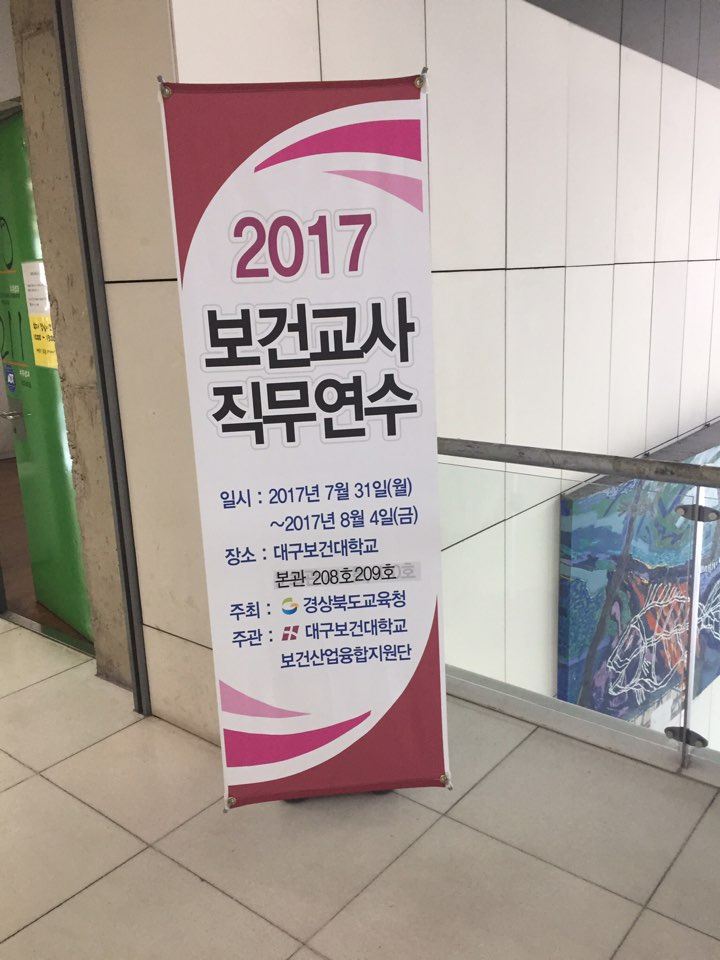 2017
보건교사
직무연수
일시 : 2017년 7월 31일(월)
~2017년 8월 4일(금)
장소 : 대구보건대학교
본관 208호209호
주최 : 경상북도교육청
주관 : 대구보건대학교
보건산업융합지원단